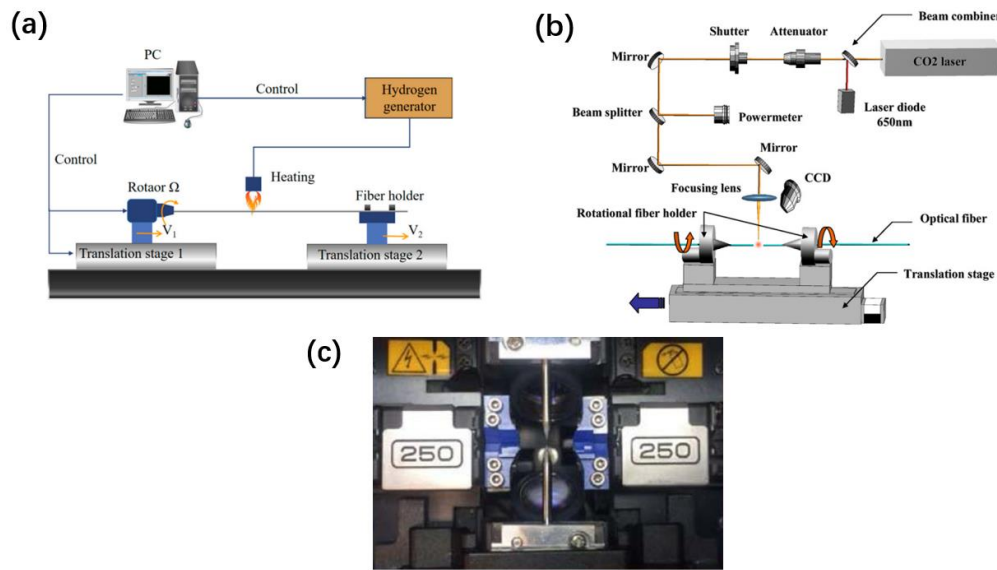 (a)
PC
Control
Hydrogen
generator
Control
Heating
Rotaor Ω
Fiber holder
V1
V2
Translation stage 1
Translation stage 2
(b)
Beam combiner
Shutter
Attenuator
Mirror
CO2 laser
Laser diode
650nm
Beam splitter
Powermeter
Mirror
Mirror
CCD
Focusing lens
Rotational fiber holder
Optical fiber
Translation stage
(c)
250
250